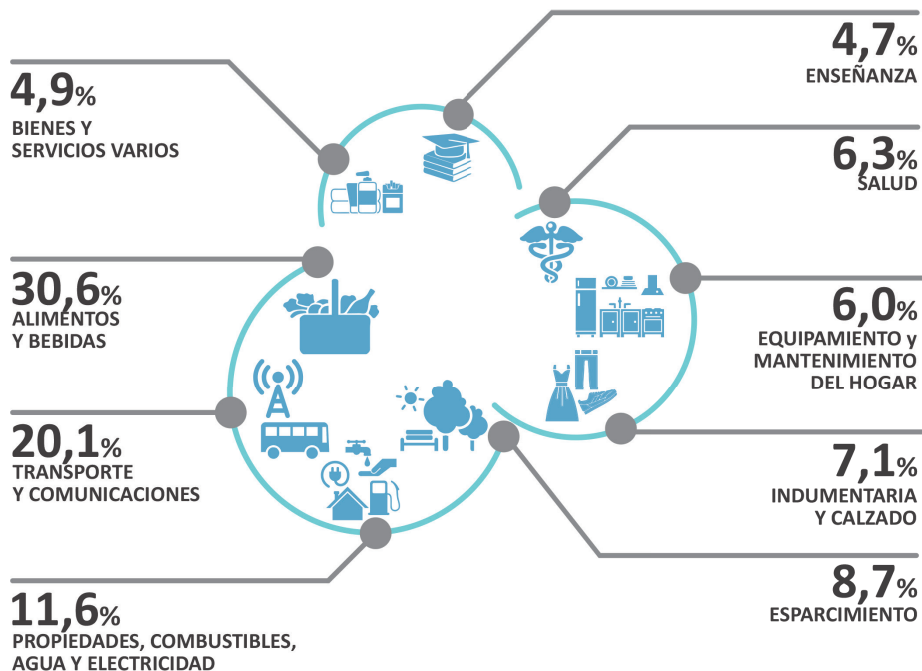 4,9%
BIENES Y
SERVICIOS VARIOS
30,6%
ALIMENTOS
Y BEBIDAS
20,1%
TRANSPORTE
Y COMUNICACIONES
11,6%
PROPIEDADES, COMBUSTIBLES,
AGUA Y ELECTRICIDAD
4,7%
ENSEÑANZA
6,3%
SALUD
6,0%
EQUIPAMIENTO y
MANTENIMIENTO
DEL HOGAR
7,1%
INDUMENTARIA
Y CALZADO
8,7%
ESPARCIMIENTO